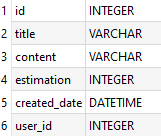 1 id INTEGER
2 title VARCHAR
3 content VARCHAR
4 estimation INTEGER
5 created_date DATETIME
6 user_id INTEGER